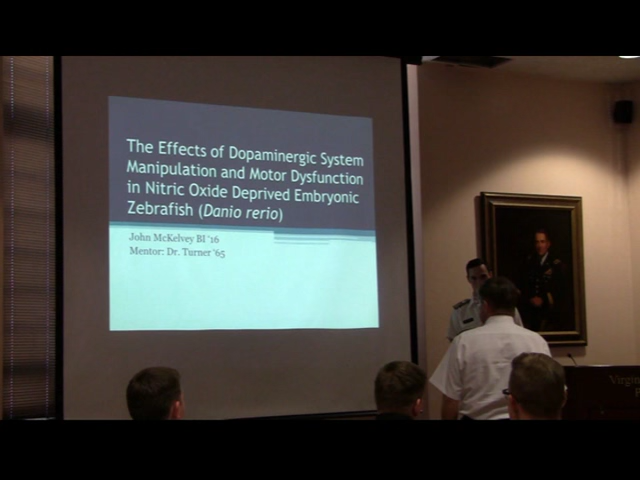 The Effects of Dopaminergic System
Manipulation and Motor Dysfunction
in Nitric Oxide Deprived Embryonic
Zebrafish (Danio rerio)
John McKelvey BI '16
Mentor: Dr. Turner '65